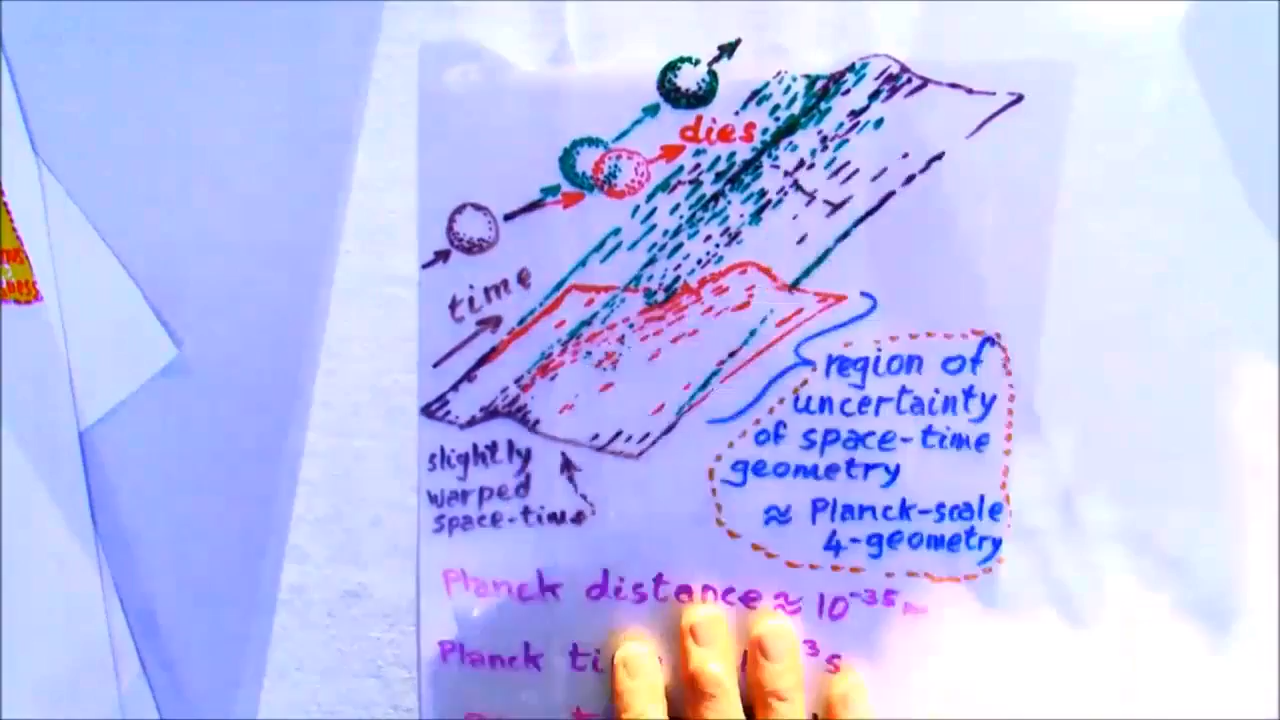 dies
time
slightly
warped
space-time
region of
uncertainty
of space-time
geometry
≈ Planck-scale
4-geometry
Planck distance ≈ 10⁻³⁵
Planck